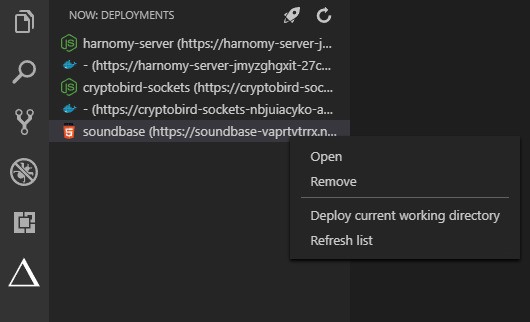 NOW: DEPLOYMENTS
harnomy-server (https://harnomy-server-j...
- (https://harnomy-server-jmyzghgxit-27c...
cryptobird-sockets (https://cryptobird-soc...
- (https://cryptobird-sockets-nbjuiacyko-a...
soundbase (https://soundbase-vaprtvtrrx.n...
Open
Remove
Deploy current working directory
Refresh list